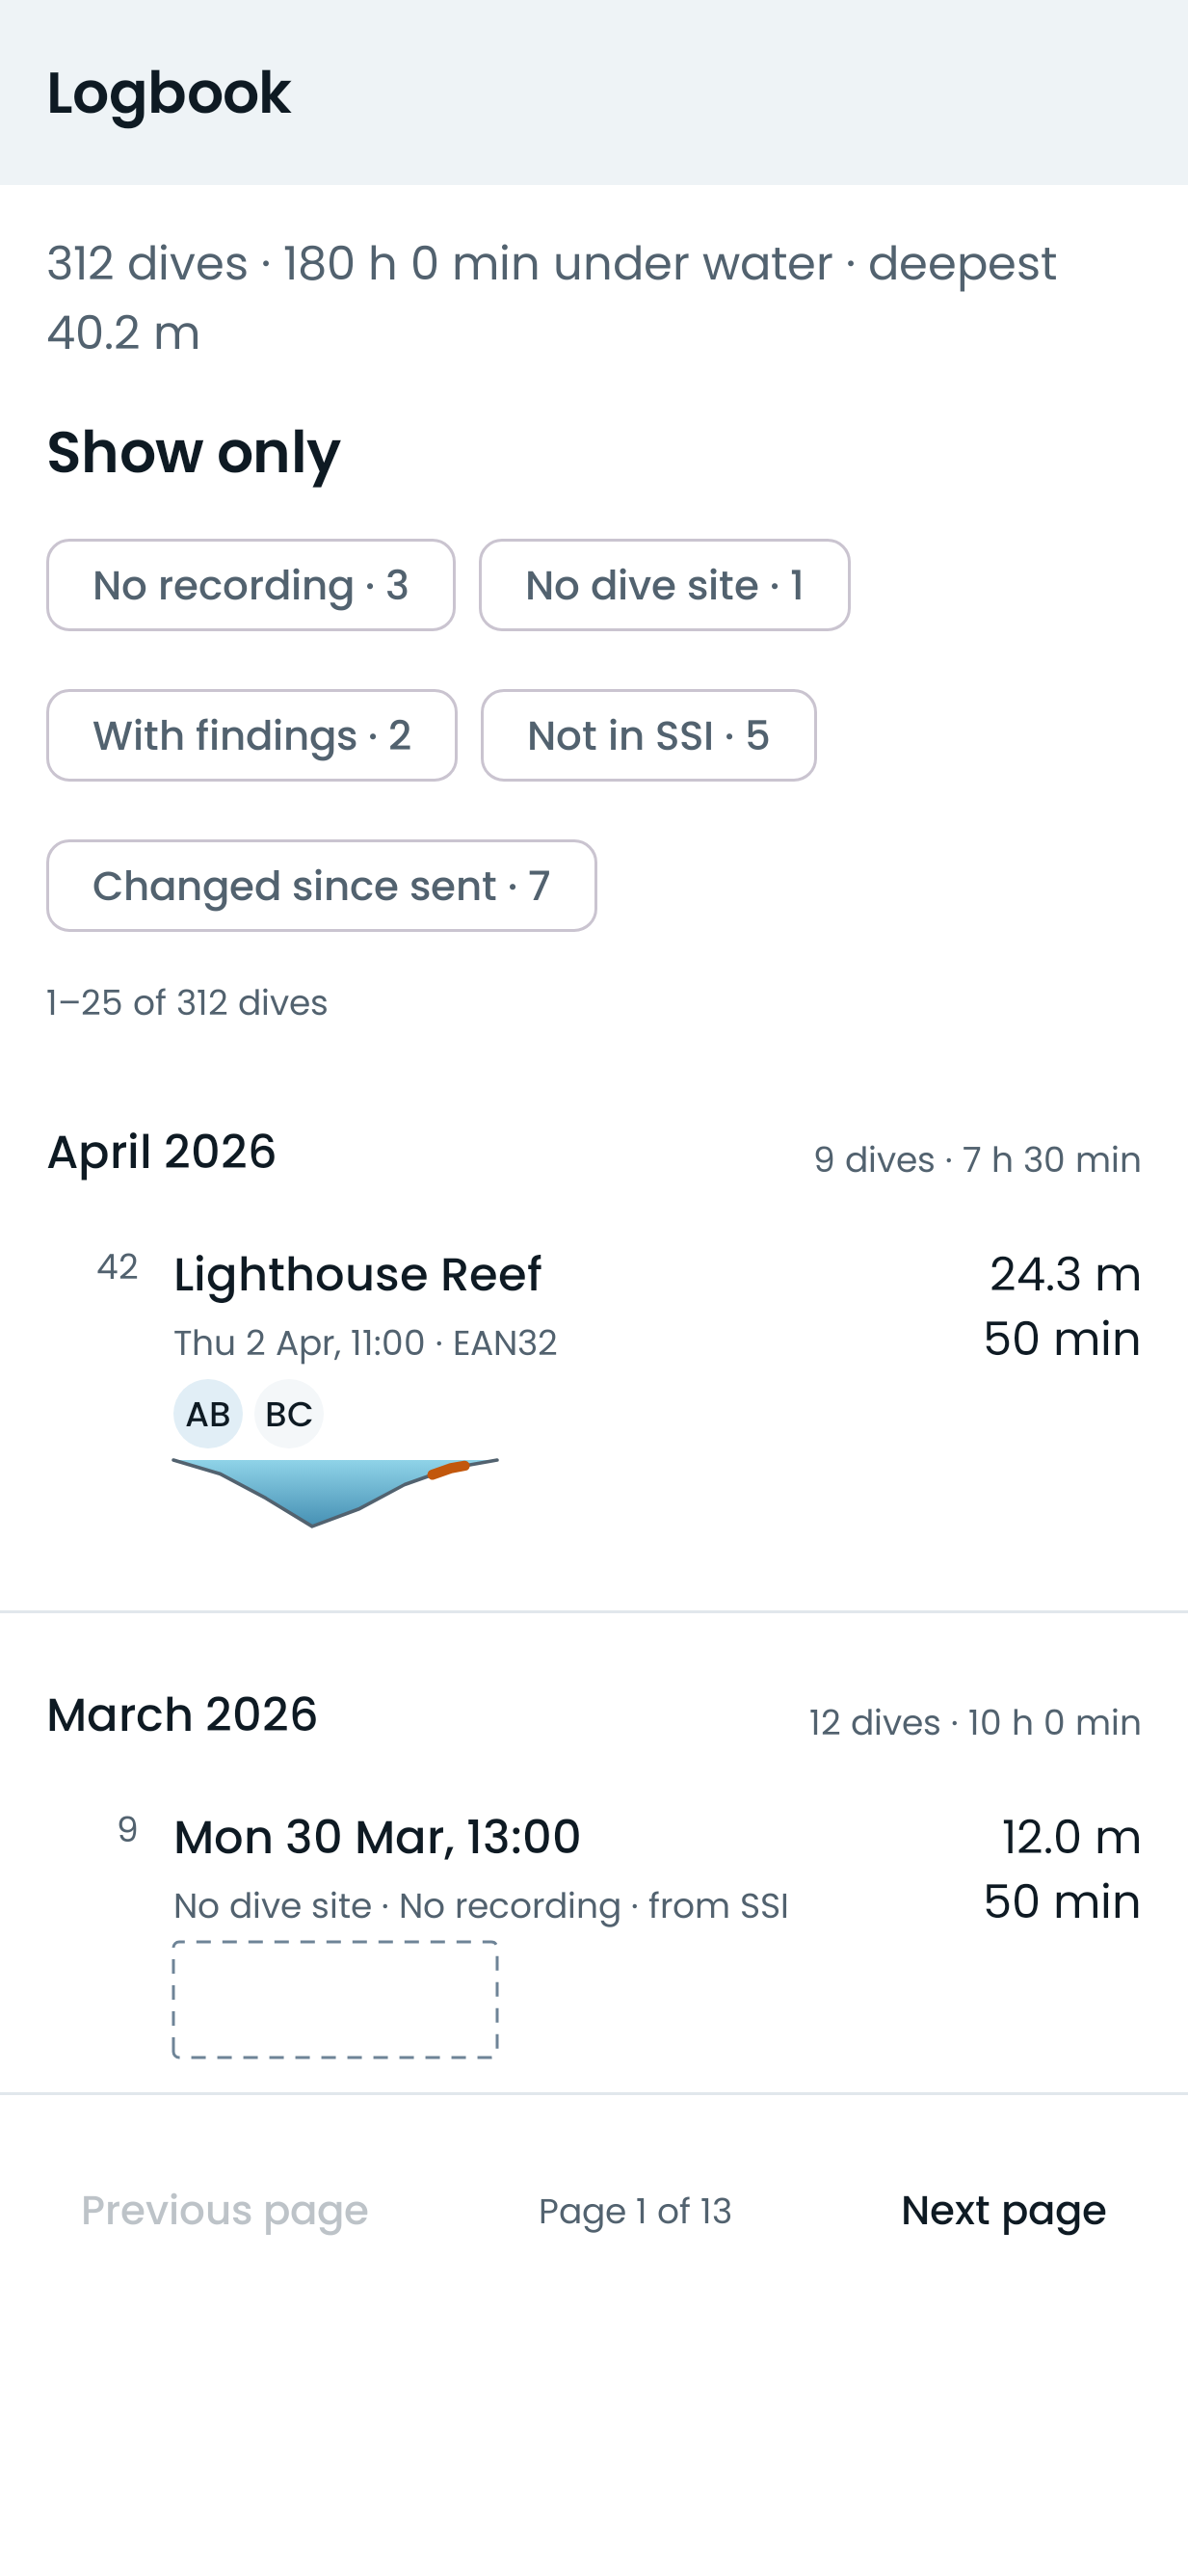 Logbook
312 dives · 180 h 0 min under water · deepest
40.2 m
Show only
No recording · 3
No dive site · 1
With findings · 2
Not in SSI · 5
Changed since sent · 7
1–25 of 312 dives
April 2026
9 dives · 7 h 30 min
42
Lighthouse Reef
24.3 m
Thu 2 Apr, 11:00 · EAN32
50 min
AB
BC
March 2026
12 dives · 10 h 0 min
9
Mon 30 Mar, 13:00
12.0 m
No dive site · No recording · from SSI
50 min
Previous page
Page 1 of 13
Next page